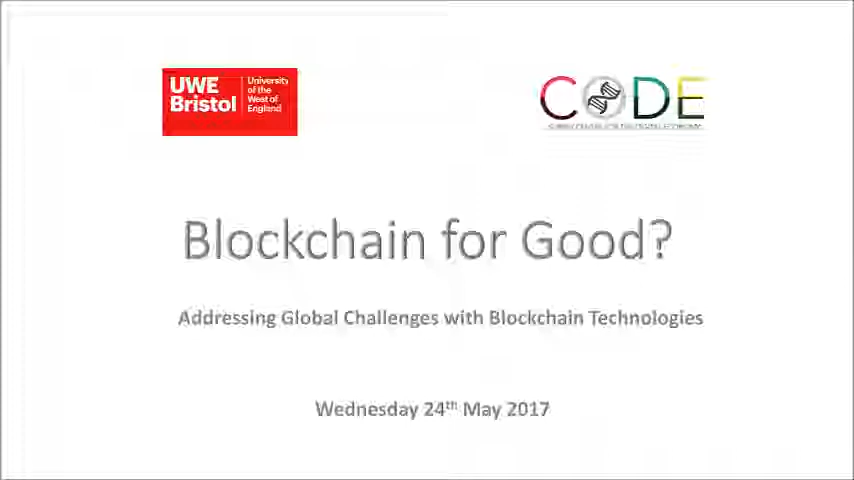 UWE
Bristol
University
of the
West of
England
CODE
Blockchain for Good?
Addressing Global Challenges with Blockchain Technologies
Wednesday 24th May 2017